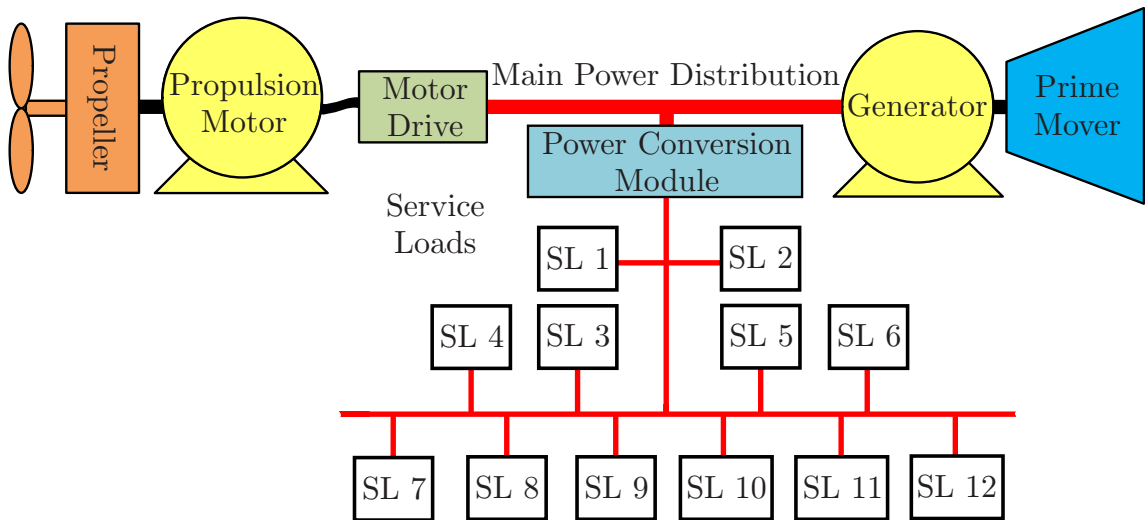 Propeller
Propulsion
Motor
Motor
Drive
Main Power Distribution
Generator
Prime
Mover
Power Conversion
Module
Service
Loads
SL 1
SL 2
SL 4
SL 3
SL 5
SL 6
SL 7
SL 8
SL 9
SL 10
SL 11
SL 12